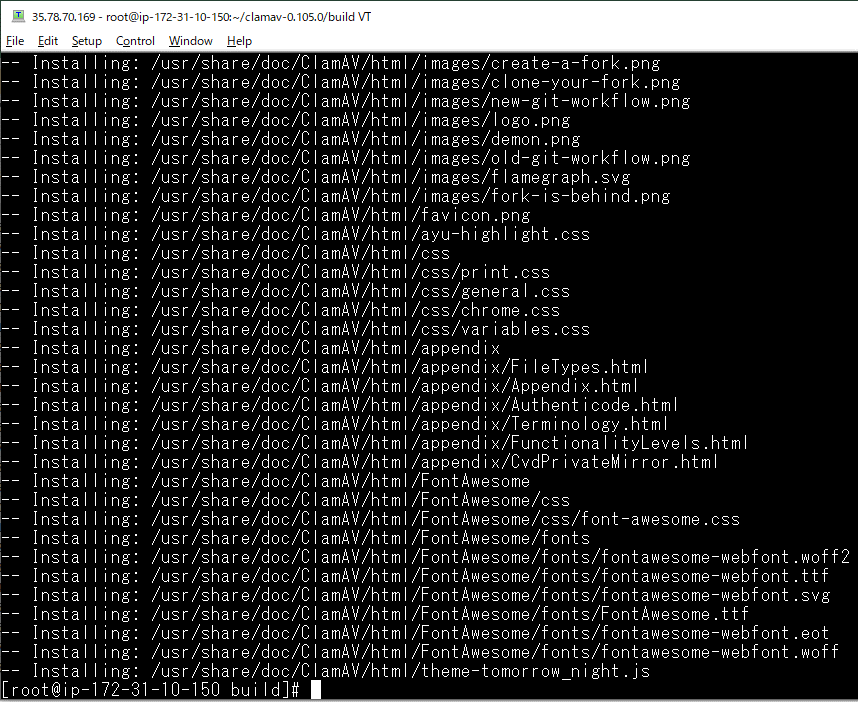 35.78.70.169 - root@ip-172-31-10-150:~/clamav-0.105.0/build VT
File Edit Setup Control Window Help
-- Installing: /usr/share/doc/ClamAV/html/images/create-a-fork.png
-- Installing: /usr/share/doc/ClamAV/html/images/clone-your-fork.png
-- Installing: /usr/share/doc/ClamAV/html/images/new-git-workflow.png
-- Installing: /usr/share/doc/ClamAV/html/images/logo.png
-- Installing: /usr/share/doc/ClamAV/html/images/demon.png
-- Installing: /usr/share/doc/ClamAV/html/images/old-git-workflow.png
-- Installing: /usr/share/doc/ClamAV/html/images/flamegraph.svg
-- Installing: /usr/share/doc/ClamAV/html/images/fork-is-behind.png
-- Installing: /usr/share/doc/ClamAV/html/favicon.png
-- Installing: /usr/share/doc/ClamAV/html/ayu-highlight.css
-- Installing: /usr/share/doc/ClamAV/html/css
-- Installing: /usr/share/doc/ClamAV/html/css/print.css
-- Installing: /usr/share/doc/ClamAV/html/css/general.css
-- Installing: /usr/share/doc/ClamAV/html/css/chrome.css
-- Installing: /usr/share/doc/ClamAV/html/css/variables.css
-- Installing: /usr/share/doc/ClamAV/html/appendix
-- Installing: /usr/share/doc/ClamAV/html/appendix/FileTypes.html
-- Installing: /usr/share/doc/ClamAV/html/appendix/Appendix.html
-- Installing: /usr/share/doc/ClamAV/html/appendix/Authenticode.html
-- Installing: /usr/share/doc/ClamAV/html/appendix/Terminology.html
-- Installing: /usr/share/doc/ClamAV/html/appendix/FunctionalityLevels.html
-- Installing: /usr/share/doc/ClamAV/html/appendix/CvdPrivateMirror.html
-- Installing: /usr/share/doc/ClamAV/html/FontAwesome
-- Installing: /usr/share/doc/ClamAV/html/FontAwesome/css
-- Installing: /usr/share/doc/ClamAV/html/FontAwesome/css/font-awesome.css
-- Installing: /usr/share/doc/ClamAV/html/FontAwesome/fonts
-- Installing: /usr/share/doc/ClamAV/html/FontAwesome/fonts/fontawesome-webfont.woff2
-- Installing: /usr/share/doc/ClamAV/html/FontAwesome/fonts/fontawesome-webfont.ttf
-- Installing: /usr/share/doc/ClamAV/html/FontAwesome/fonts/fontawesome-webfont.svg
-- Installing: /usr/share/doc/ClamAV/html/FontAwesome/fonts/FontAwesome.ttf
-- Installing: /usr/share/doc/ClamAV/html/FontAwesome/fonts/fontawesome-webfont.eot
-- Installing: /usr/share/doc/ClamAV/html/FontAwesome/fonts/fontawesome-webfont.woff
-- Installing: /usr/share/doc/ClamAV/html/theme-tomorrow_night.js
[root@ip-172-31-10-150 build]#